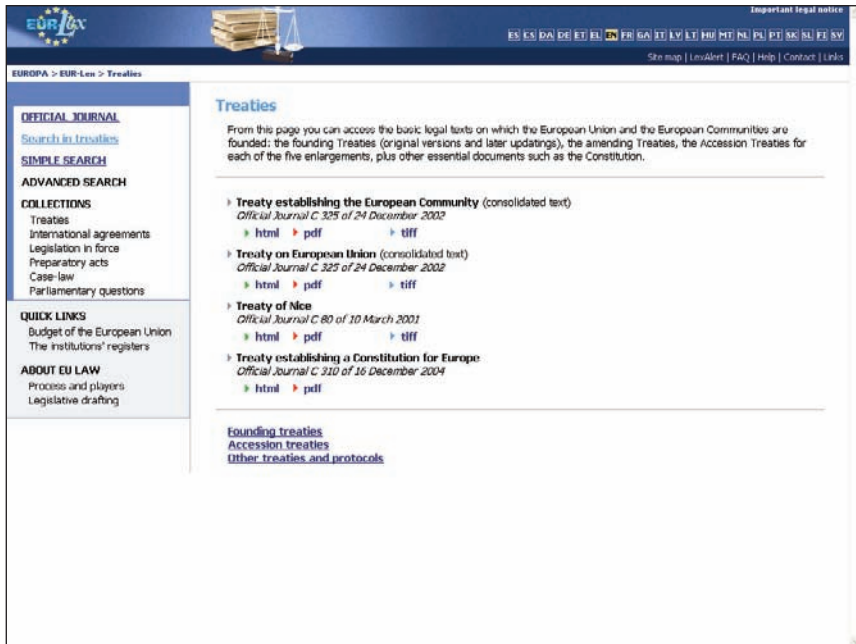 Important legal notice
EUR Lex
ES CS DA DE ET EL EN FR GA IT LV LT HU MT NL PL PT SK SL FI SV
Site map | LexAlert | FAQ | Help | Contact | Links
EUROPA > EUR-Lex > Treaties
OFFICIAL JOURNAL
Search in treaties
SIMPLE SEARCH
ADVANCED SEARCH
COLLECTIONS
Treaties
International agreements
Legislation in force
Preparatory acts
Case-law
Parliamentary questions
QUICK LINKS
Budget of the European Union
The institutions' registers
ABOUT EU LAW
Process and players
Legislative drafting
Treaties
From this page you can access the basic legal texts on which the European Union and the European Communities are
founded: the founding Treaties (original versions and later updatings), the amending Treaties, the Accession Treaties for
each of the five enlargements, plus other essential documents such as the Constitution.
Treaty establishing the European Community (consolidated text)
Official Journal C 325 of 24 December 2002
html pdf tiff
Treaty on European Union (consolidated text)
Official Journal C 325 of 24 December 2002
html pdf tiff
Treaty of Nice
Official Journal C 80 of 10 March 2001
html pdf tiff
Treaty establishing a Constitution for Europe
Official Journal C 310 of 16 December 2004
html pdf
Founding treaties
Accession treaties
Other treaties and protocols